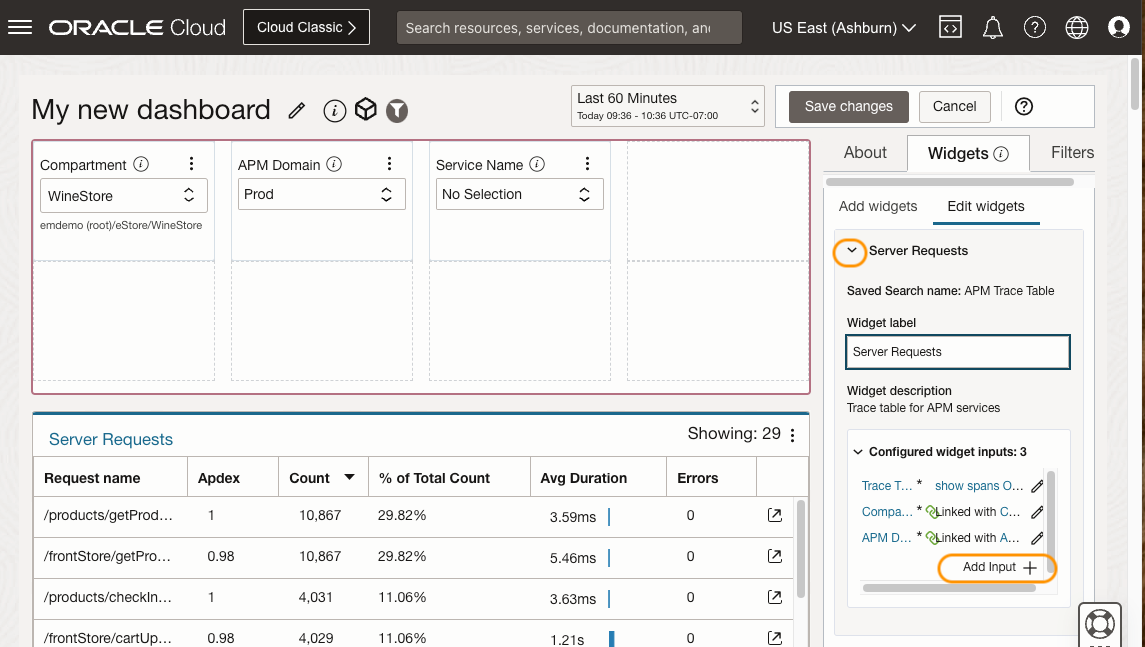 ORACLE Cloud
Cloud Classic
Search resources, services, documentation, an
US East (Ashburn)
My new dashboard
Last 60 Minutes
Today 09:36 - 10:36 UTC-07:00
Save changes
Cancel
Compartment
WineStore
emdemo (root)/eStore/WineStore
APM Domain
Prod
Service Name
No Selection
About
Widgets
Filters
Add widgets
Edit widgets
Server Requests
Saved Search name: APM Trace Table
Widget label
Server Requests
Widget description
Trace table for APM services
Configured widget inputs: 3
Trace T... * show spans O...
Compa... * Linked with C...
APM D... * Linked with A...
Add Input
Server Requests
Showing: 29
Request name Apdex Count % of Total Count Avg Duration Errors
/products/getProd... 1 10,867 29.82% 3.59ms 0
/frontStore/getPro... 0.98 10,867 29.82% 5.46ms 0
/products/checkIn... 1 4,031 11.06% 3.63ms 0
/frontStore/cartUp... 0.98 4,029 11.06% 1.21s 0